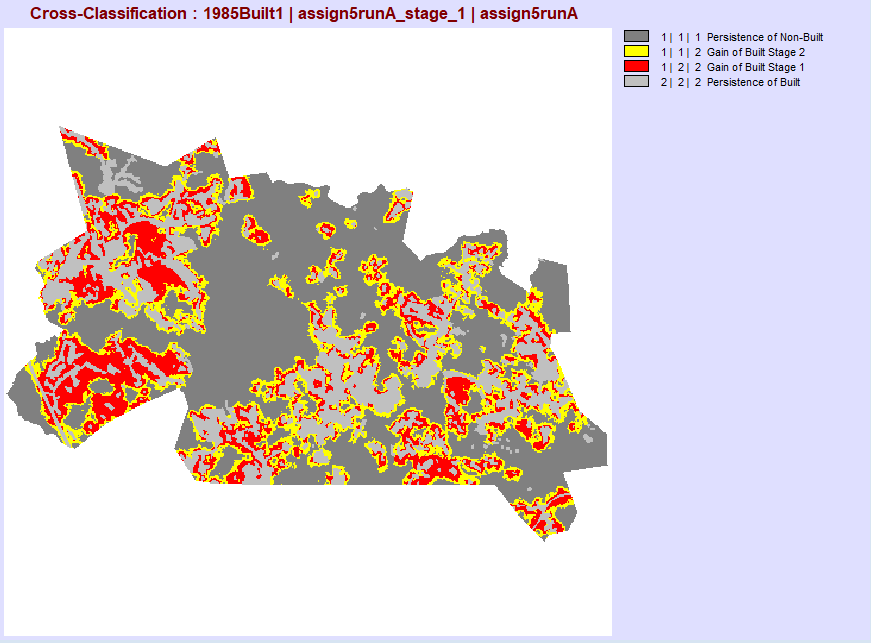 Cross-Classification : 1985Built1 | assign5runA_stage_1 | assign5runA
1 | 1 | 1 Persistence of Non-Built
1 | 1 | 2 Gain of Built Stage 2
1 | 2 | 2 Gain of Built Stage 1
2 | 2 | 2 Persistence of Built